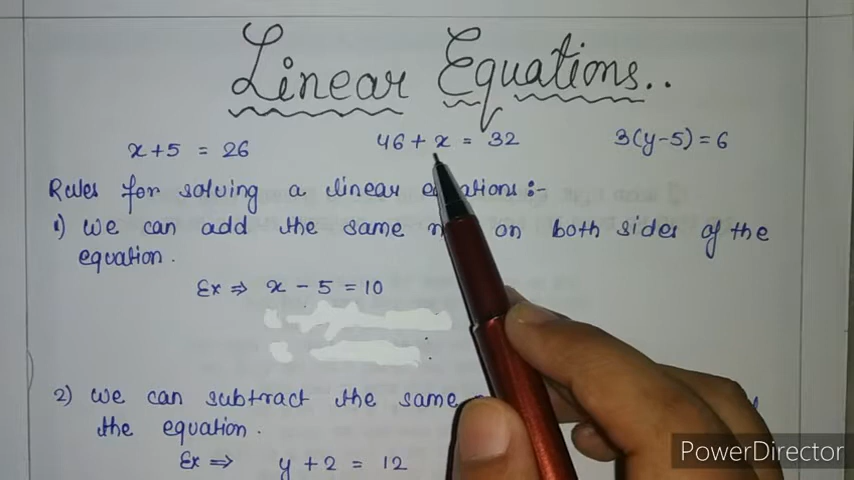 Linear Equations..
x+5 = 26 46 + x = 32 3(y-5) = 6
Rules for solving a linear equations :-
1) we can add the same on both sides of the
equation.
Ex ⇒ x - 5 = 10
2) we can subtract the same
the equation.
Ex ⇒ y + 2 = 12
PowerDirector